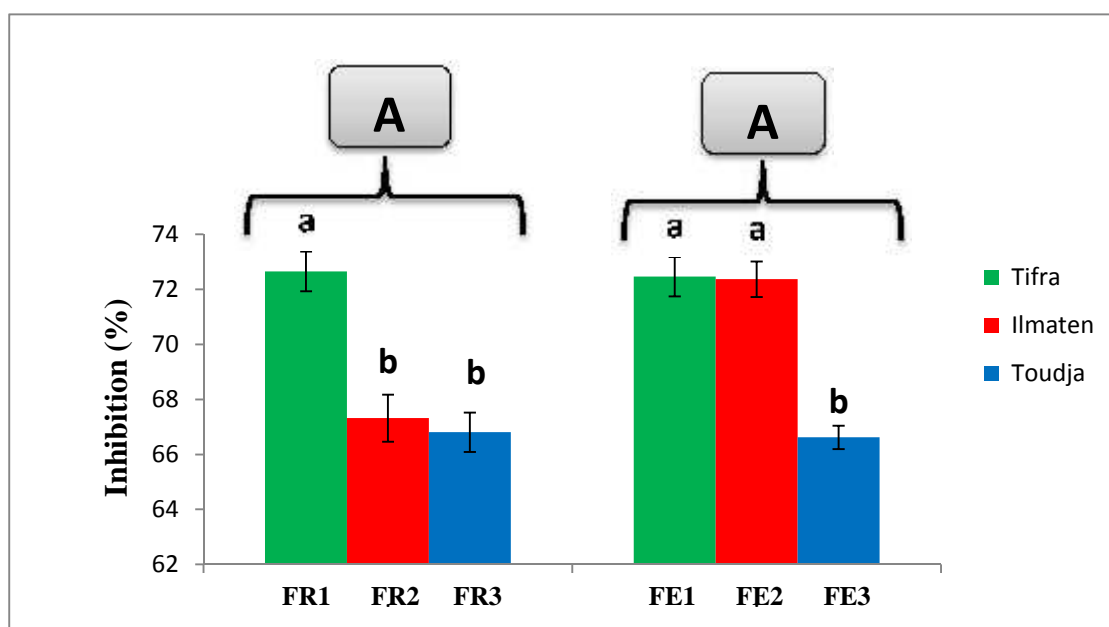 A A
a a a
b b b
74
72
70
68
66
64
62
Inhibition (%)
FR1 FR2 FR3 FE1 FE2 FE3
Tifra
Ilmaten
Toudja